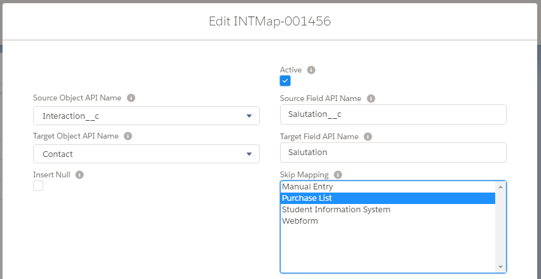 Edit INTMap-001456
Active
Source Object API Name
Source Field API Name
Interaction__c
Salutation__c
Target Object API Name
Target Field API Name
Contact
Salutation
Insert Null
Skip Mapping
Manual Entry
Purchase List
Student Information System
Webform